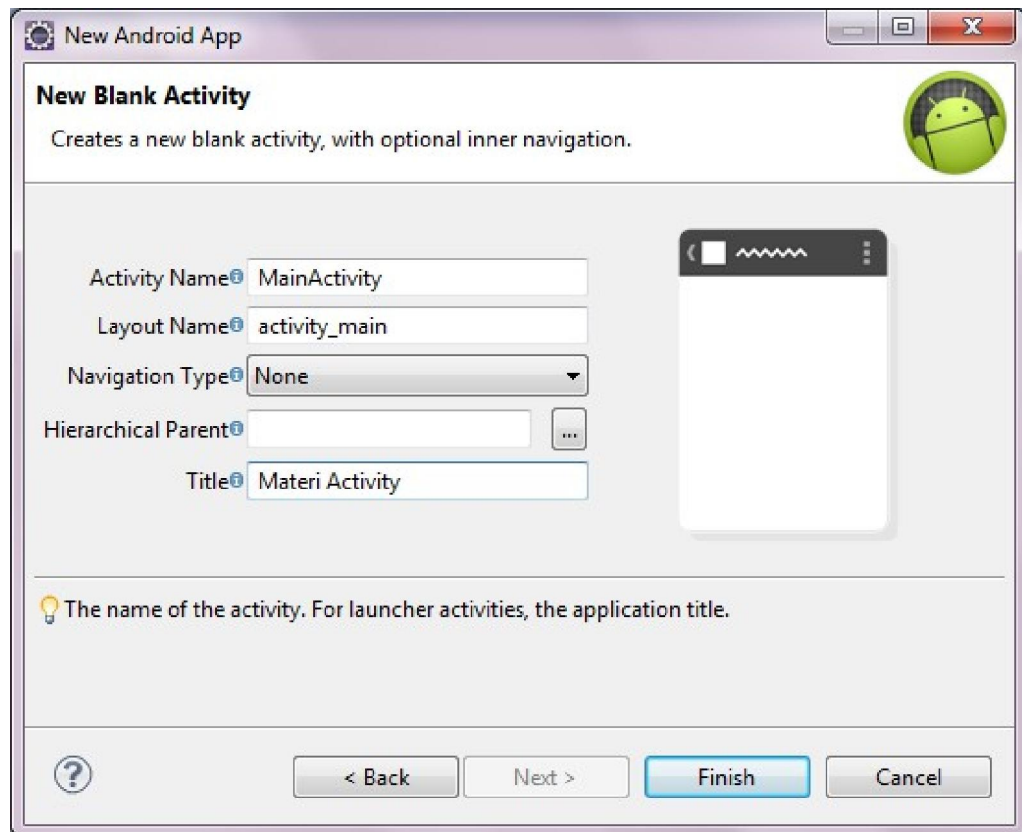 New Android App
New Blank Activity
Creates a new blank activity, with optional inner navigation.
Activity Name MainActivity
Layout Name activity_main
Navigation Type None
Hierarchical Parent ...
Title Materi Activity
The name of the activity. For launcher activities, the application title.
? < Back Next > Finish Cancel